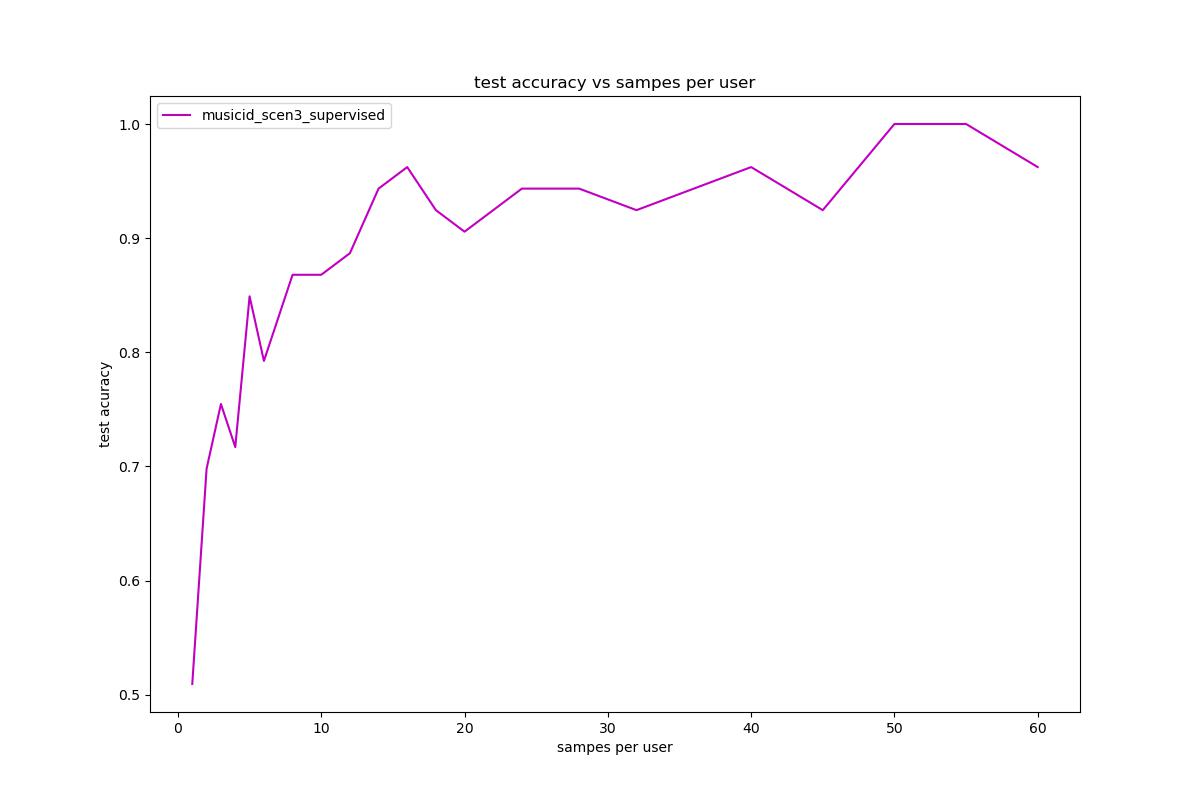 test accuracy vs sampes per user
musicid_scen3_supervised
1.0
0.9
0.8
0.7
0.6
0.5
test acuracy
0 10 20 30 40 50 60
sampes per user